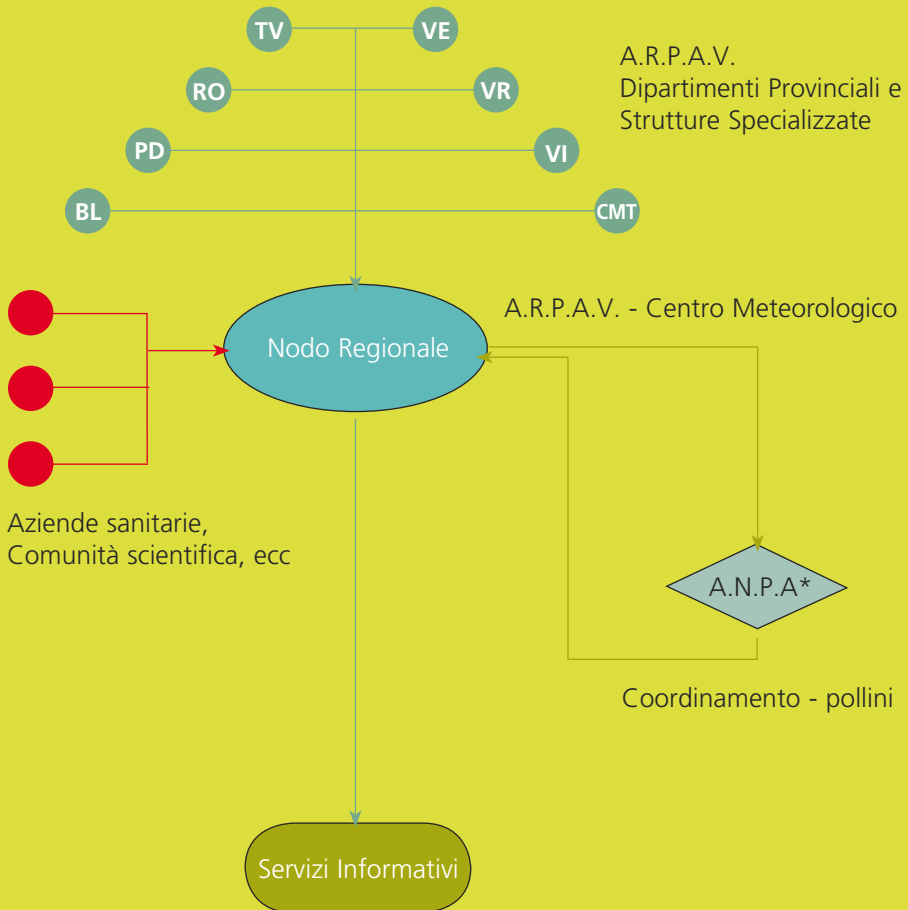 TV VE
A.R.P.A.V.
Dipartimenti Provinciali e
Strutture Specializzate
RO VR
PD VI
BL CMT
A.R.P.A.V. - Centro Meteorologico
Nodo Regionale
Aziende sanitarie,
Comunità scientifica, ecc
A.N.P.A*
Coordinamento - pollini
Servizi Informativi